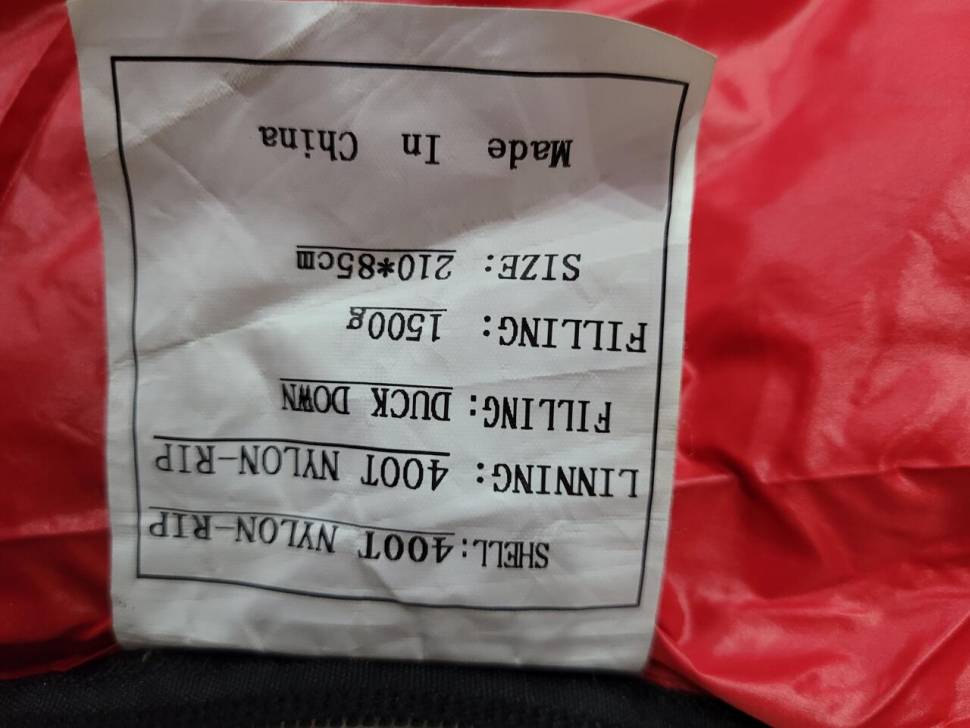 SHELL:400T NYLON-RIP
LINNING: 400T NYLON-RIP
FILLING: DUCK DOWN
FILLING: 1500g
SIZE: 210*85cm
Made In China